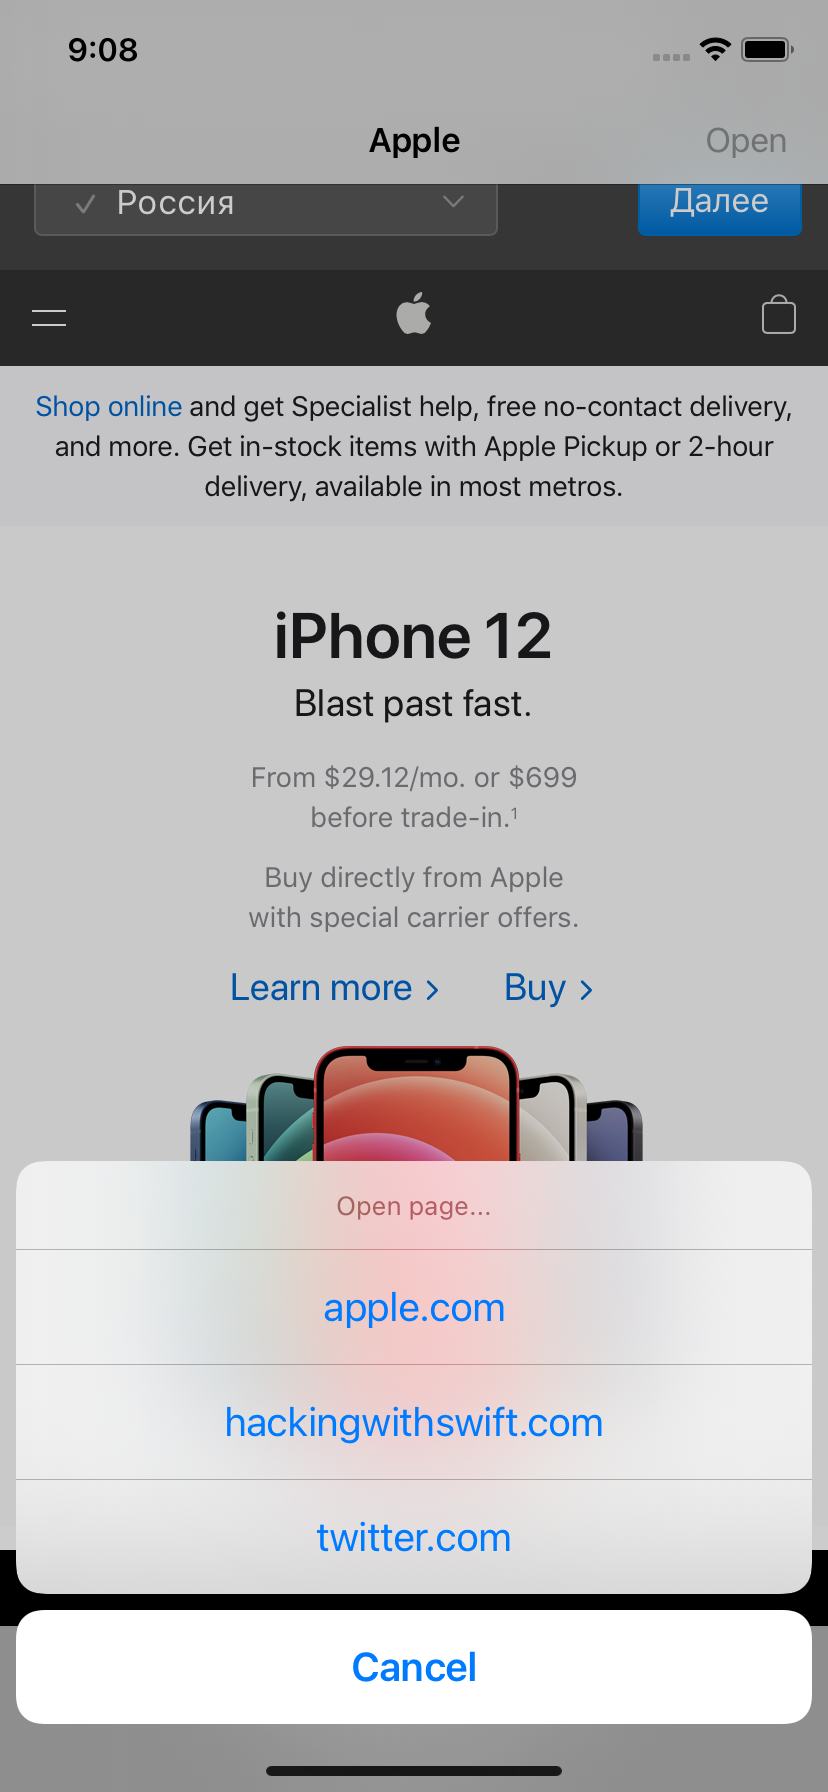 9:08
Apple
Open
Россия
Далее
Shop online and get Specialist help, free no-contact delivery,
and more. Get in-stock items with Apple Pickup or 2-hour
delivery, available in most metros.
iPhone 12
Blast past fast.
From $29.12/mo. or $699
before trade-in.¹
Buy directly from Apple
with special carrier offers.
Learn more >
Buy >
Open page...
apple.com
hackingwithswift.com
twitter.com
Cancel